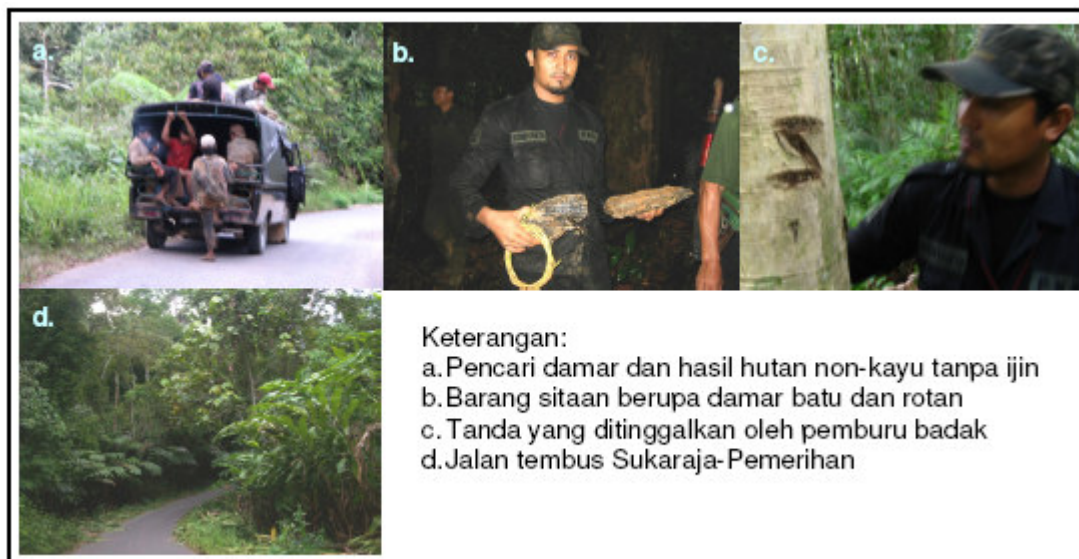 a.
b.
c.
d.
Keterangan:
a.Pencari damar dan hasil hutan non-kayu tanpa ijin
b.Barang sitaan berupa damar batu dan rotan
c.Tanda yang ditinggalkan oleh pemburu badak
d.Jalan tembus Sukaraja-Pemerihan